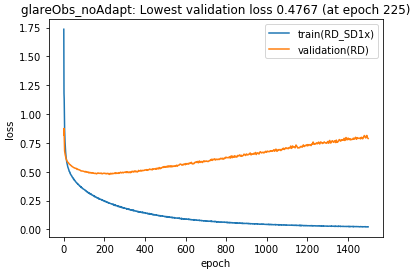 glareObs_noAdapt: Lowest validation loss 0.4767 (at epoch 225)
train(RD_SD1x)
validation(RD)
1.75
1.50
1.25
1.00
0.75
0.50
0.25
0.00
loss
0 200 400 600 800 1000 1200 1400
epoch